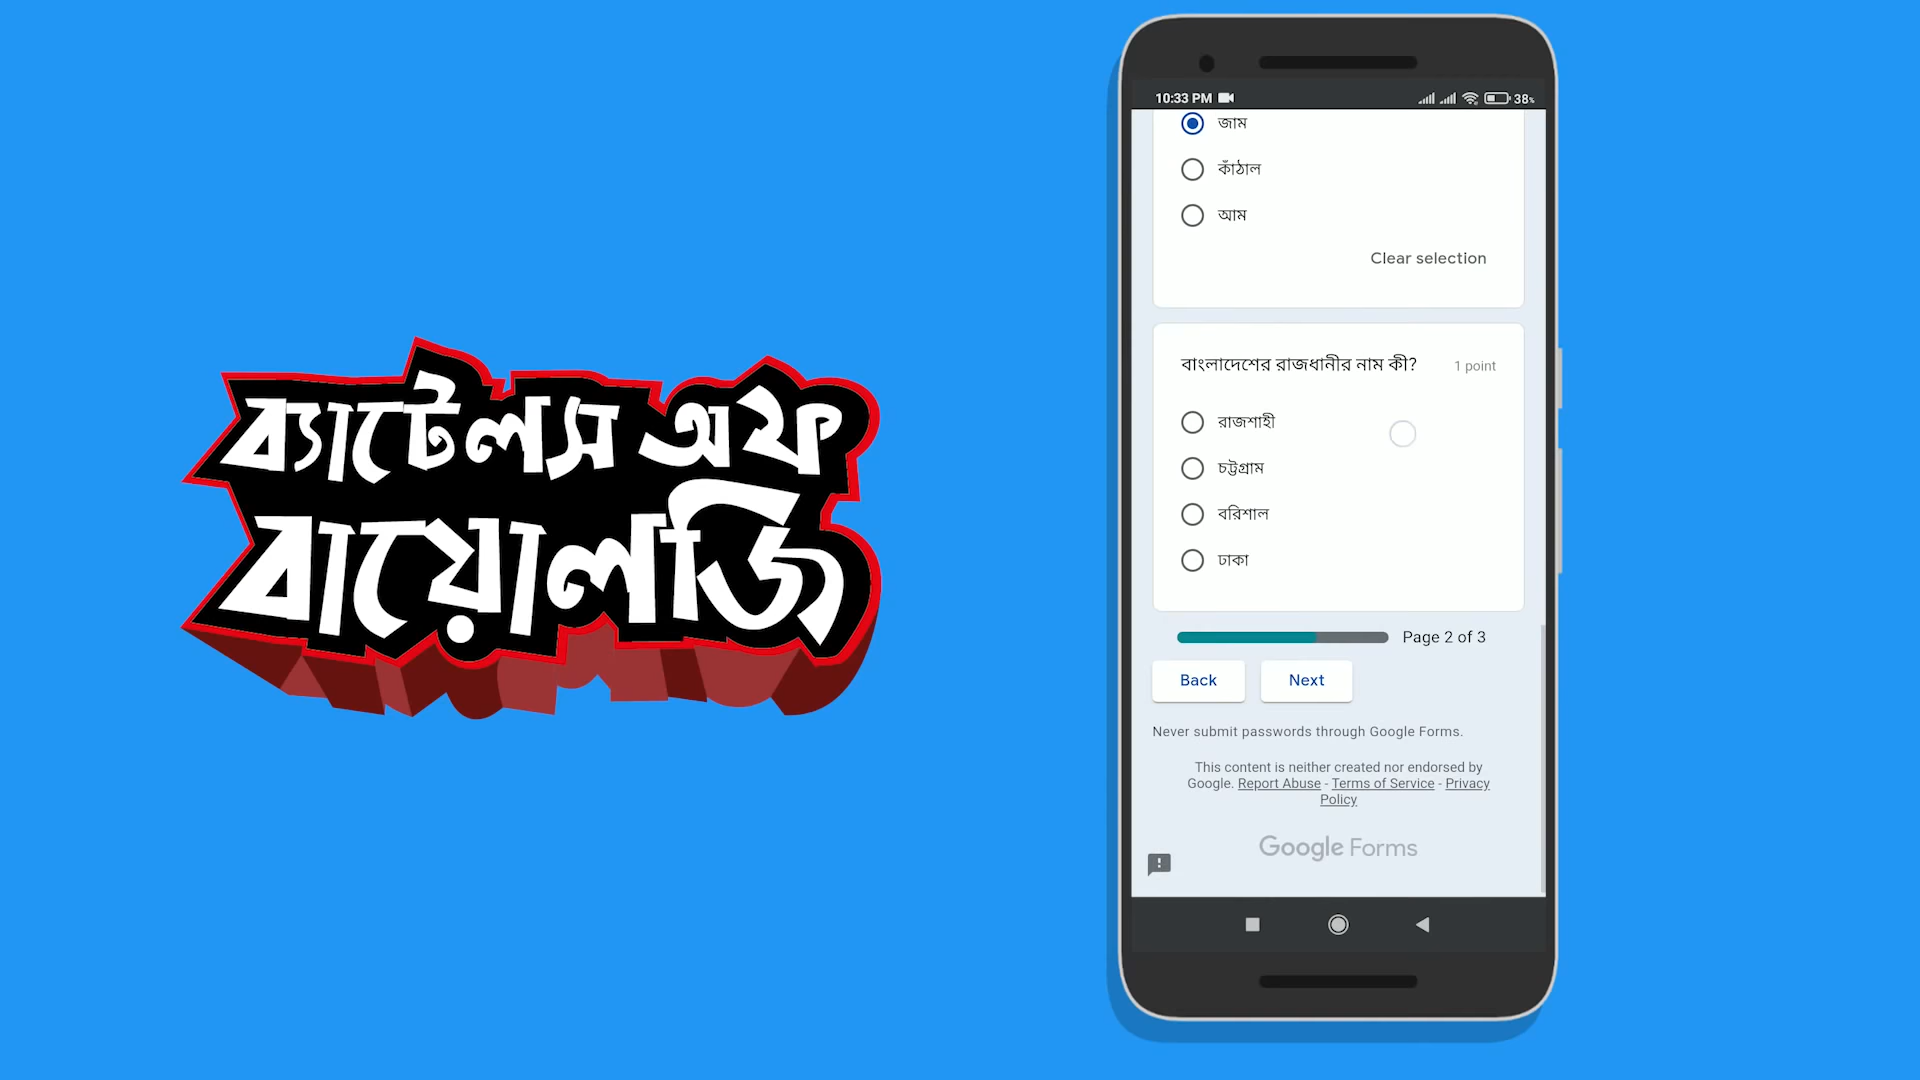 ব্যাটেলস অফ
বায়োলজি
10:33 PM
38%
জাম
কাঁঠাল
আম
Clear selection
বাংলাদেশের রাজধানীর নাম কী?
1 point
রাজশাহী
চট্টগ্রাম
বরিশাল
ঢাকা
Page 2 of 3
Back
Next
Never submit passwords through Google Forms.
This content is neither created nor endorsed by
Google. Report Abuse - Terms of Service - Privacy
Policy
Google Forms